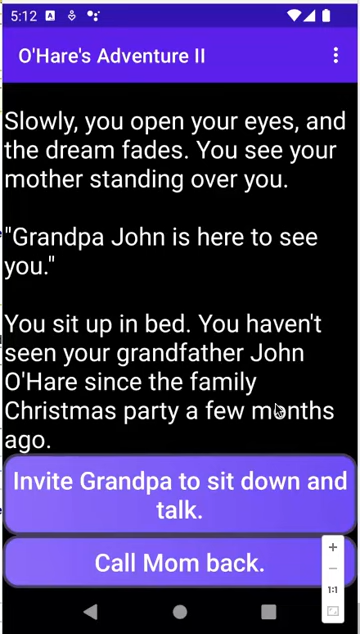 5:12
O'Hare's Adventure II
Slowly, you open your eyes, and
the dream fades. You see your
mother standing over you.
"Grandpa John is here to see
you."
You sit up in bed. You haven't
seen your grandfather John
O'Hare since the family
Christmas party a few months
ago.
Invite Grandpa to sit down and
talk.
Call Mom back.
1:1